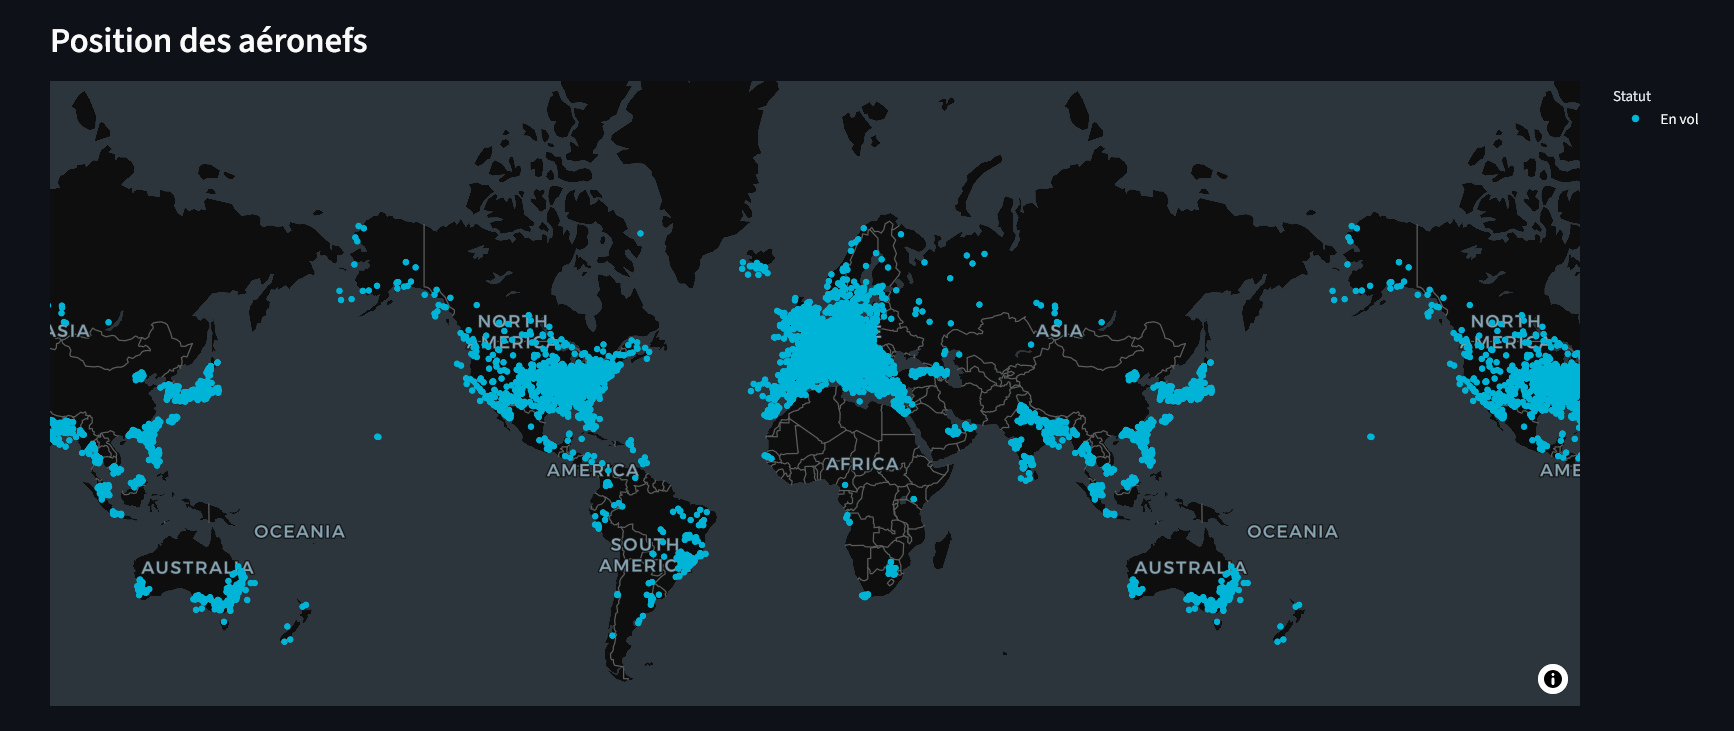 Position des aéronefs
Statut
En vol
ASIA
NORTH
AMERICA
ASIA
NORTH
AMERICA
AMERICA
AFRICA
AME
OCEANIA
OCEANIA
SOUTH
AMERIC
AUSTRALIA
AUSTRALIA